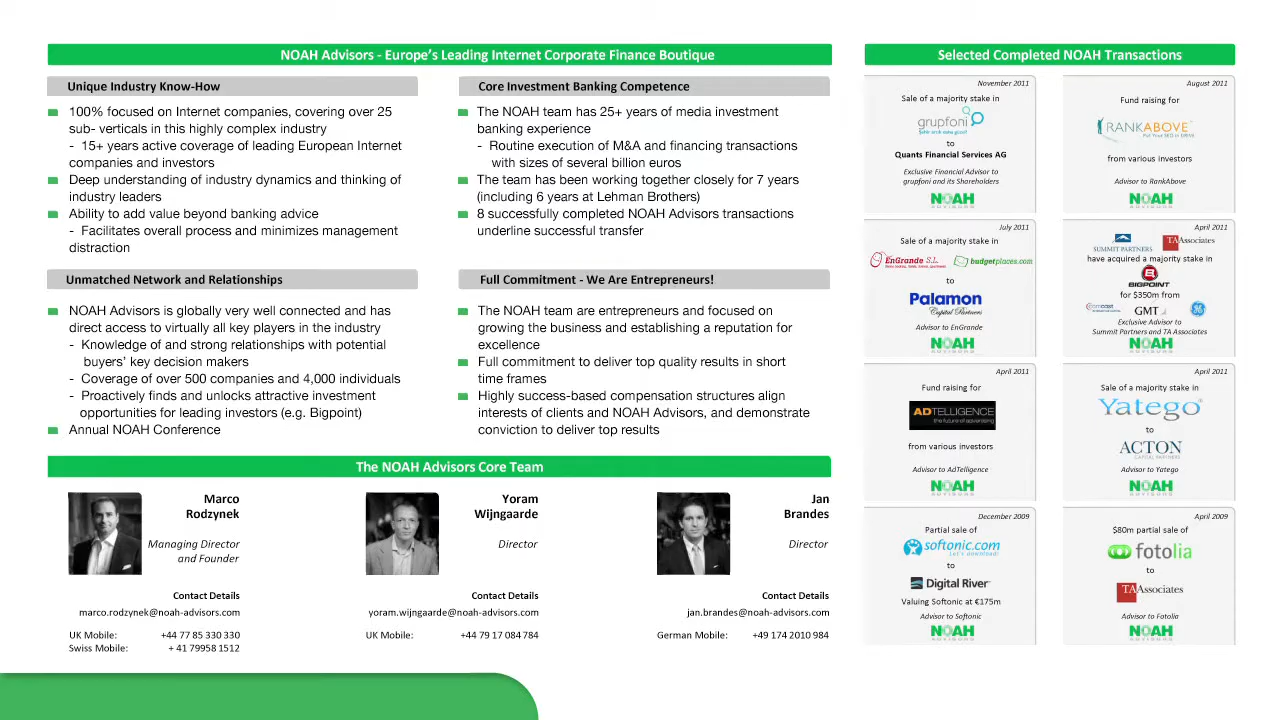 NOAH Advisors - Europe's Leading Internet Corporate Finance Boutique
Unique Industry Know-How
100% focused on Internet companies, covering over 25
sub- verticals in this highly complex industry
- 15+ years active coverage of leading European Internet
companies and investors
Deep understanding of industry dynamics and thinking of
industry leaders
Ability to add value beyond banking advice
- Facilitates overall process and minimizes management
distraction
Core Investment Banking Competence
The NOAH team has 25+ years of media investment
banking experience
- Routine execution of M&A and financing transactions
with sizes of several billion euros
The team has been working together closely for 7 years
(including 6 years at Lehman Brothers)
8 successfully completed NOAH Advisors transactions
underline successful transfer
Unmatched Network and Relationships
NOAH Advisors is globally very well connected and has
direct access to virtually all key players in the industry
- Knowledge of and strong relationships with potential
buyers' key decision makers
- Coverage of over 500 companies and 4,000 individuals
- Proactively finds and unlocks attractive investment
opportunities for leading investors (e.g. Bigpoint)
Annual NOAH Conference
Full Commitment - We Are Entrepreneurs!
The NOAH team are entrepreneurs and focused on
growing the business and establishing a reputation for
excellence
Full commitment to deliver top quality results in short
time frames
Highly success-based compensation structures align
interests of clients and NOAH Advisors, and demonstrate
conviction to deliver top results
The NOAH Advisors Core Team
Marco
Rodzynek
Managing Director
and Founder
Contact Details
marco.rodzynek@noah-advisors.com
UK Mobile: +44 77 85 330 330
Swiss Mobile: + 41 79958 1512
Yoram
Wijngaarde
Director
Contact Details
yoram.wijngaarde@noah-advisors.com
UK Mobile: +44 79 17 084 784
Jan
Brandes
Director
Contact Details
jan.brandes@noah-advisors.com
German Mobile: +49 174 2010 984
Selected Completed NOAH Transactions
November 2011
Sale of a majority stake in
grupfoni
to
Quants Financial Services AG
Exclusive Financial Advisor to
grupfoni and its Shareholders
NOAH
ADVISORS
August 2011
Fund raising for
RANKABOVE
Put Your SEO in DRIVE
from various investors
Advisor to RankAbove
NOAH
ADVISORS
July 2011
Sale of a majority stake in
EnGrande S.L.
budgetplaces.com
to
Palamon
Capital Partners
Advisor to EnGrande
NOAH
ADVISORS
April 2011
SUMMIT PARTNERS
TA Associates
have acquired a majority stake in
BIGPOINT
for $350m from
comcast
GMT
Exclusive Advisor to
Summit Partners and TA Associates
NOAH
ADVISORS
April 2011
Fund raising for
ADTELLIGENCE
the future of advertising
from various investors
Advisor to AdTelligence
NOAH
ADVISORS
April 2011
Sale of a majority stake in
Yatego
to
ACTON
CAPITAL PARTNERS
Advisor to Yatego
NOAH
ADVISORS
December 2009
Partial sale of
softonic.com
Let's download!
to
Digital River
Valuing Softonic at €175m
Advisor to Softonic
NOAH
ADVISORS
April 2009
$80m partial sale of
fotolia
to
TA Associates
Advisor to Fotolia
NOAH
ADVISORS